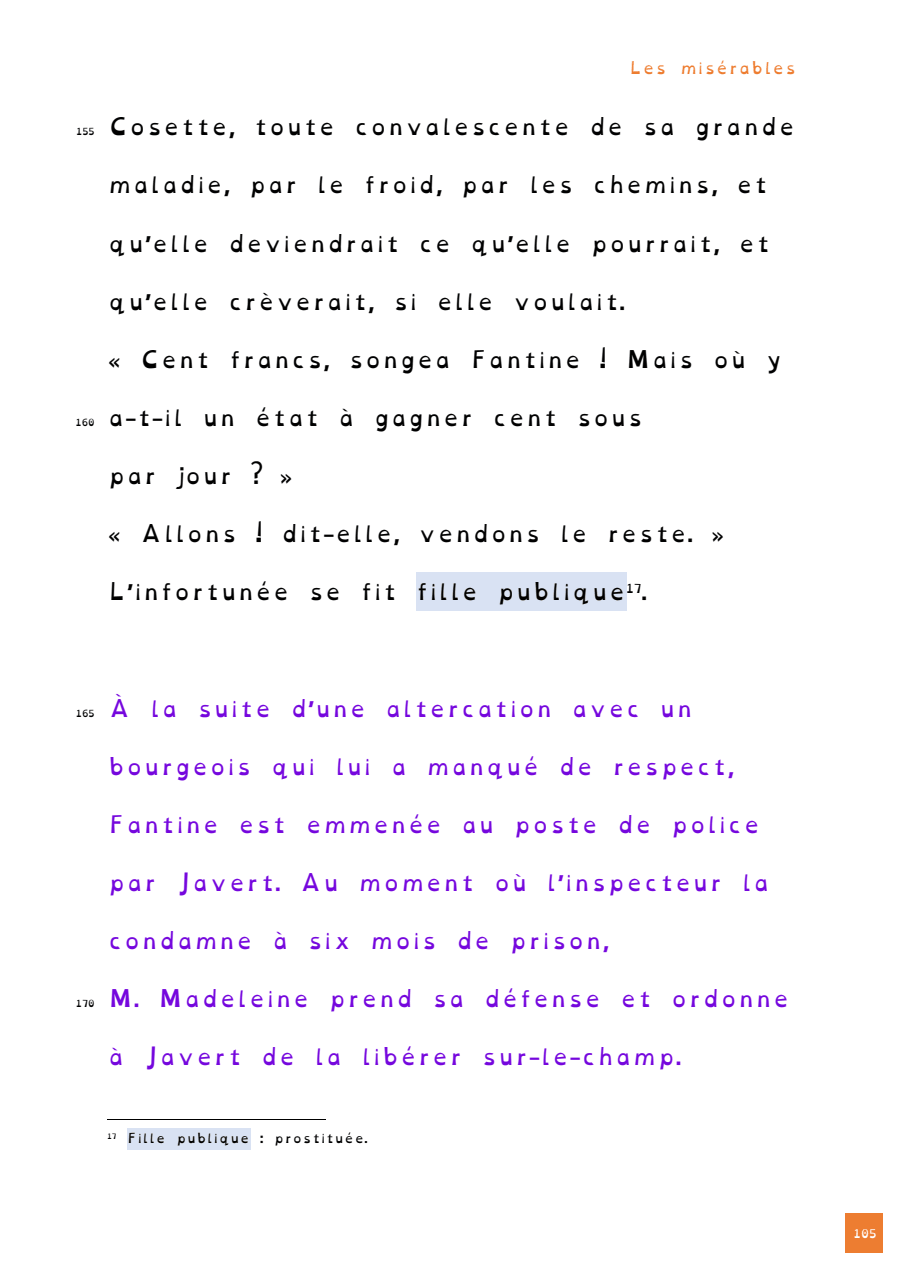 Les misérables
155 Cosette, toute convalescente de sa grande
maladie, par le froid, par les chemins, et
qu’elle deviendrait ce qu’elle pourrait, et
qu’elle crèverait, si elle voulait.
« Cent francs, songea Fantine ! Mais où y
160 a-t-il un état à gagner cent sous
par jour ? »
« Allons ! dit-elle, vendons le reste. »
L’infortunée se fit fille publique17.
165 À la suite d’une altercation avec un
bourgeois qui lui a manqué de respect,
Fantine est emmenée au poste de police
par Javert. Au moment où l’inspecteur la
condamne à six mois de prison,
170 M. Madeleine prend sa défense et ordonne
à Javert de la libérer sur-le-champ.
17 Fille publique : prostituée.
105